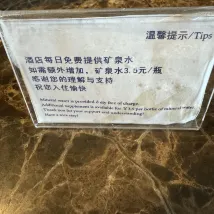 温馨提示/Tips
酒店每日免费提供矿泉水
如需额外增加，矿泉水3.5元/瓶
感谢您的理解与支持
祝您入住愉快
Mineral water is provided every day free of charge.
Additional supplement is available for ¥3.5 per bottle of mineral water
Thank you for your support and understanding!
Have a nice stay!